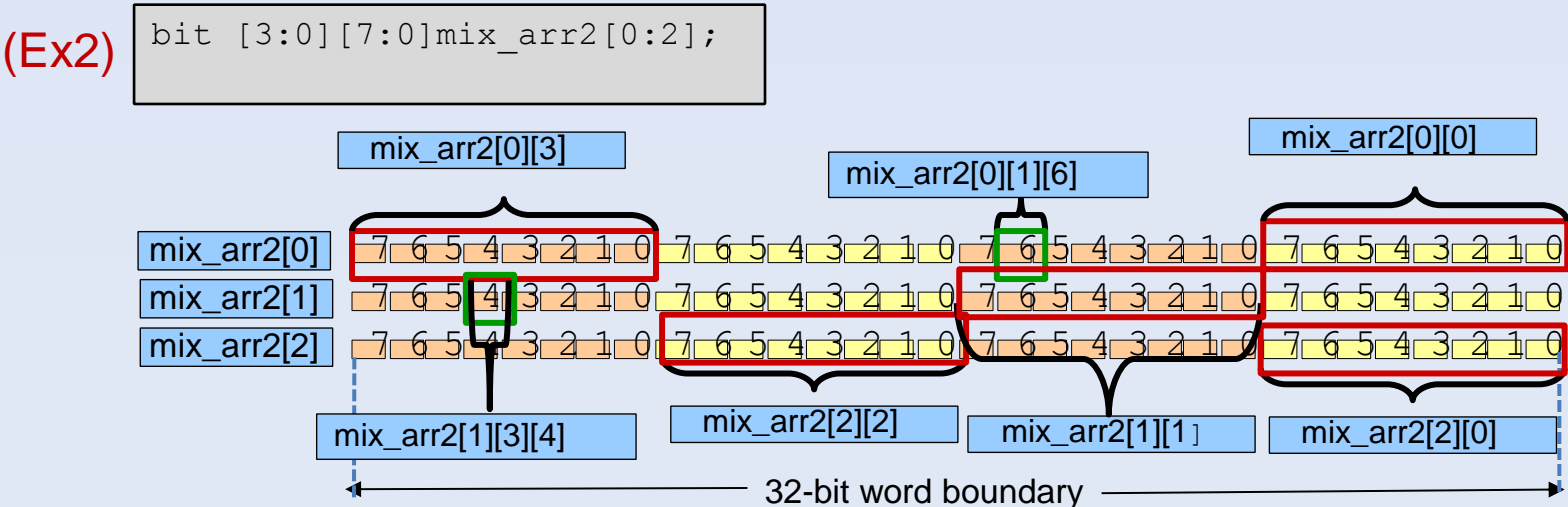 (Ex2)
bit [3:0][7:0]mix_arr2[0:2];
mix_arr2[0][3]
mix_arr2[0][1][6]
mix_arr2[0][0]
mix_arr2[0] 7 6 5 4 3 2 1 0 7 6 5 4 3 2 1 0 7 6 5 4 3 2 1 0 7 6 5 4 3 2 1 0
mix_arr2[1] 7 6 5 4 3 2 1 0 7 6 5 4 3 2 1 0 7 6 5 4 3 2 1 0 7 6 5 4 3 2 1 0
mix_arr2[2] 7 6 5 4 3 2 1 0 7 6 5 4 3 2 1 0 7 6 5 4 3 2 1 0 7 6 5 4 3 2 1 0
mix_arr2[1][3][4]
mix_arr2[2][2]
mix_arr2[1][1]
mix_arr2[2][0]
32-bit word boundary